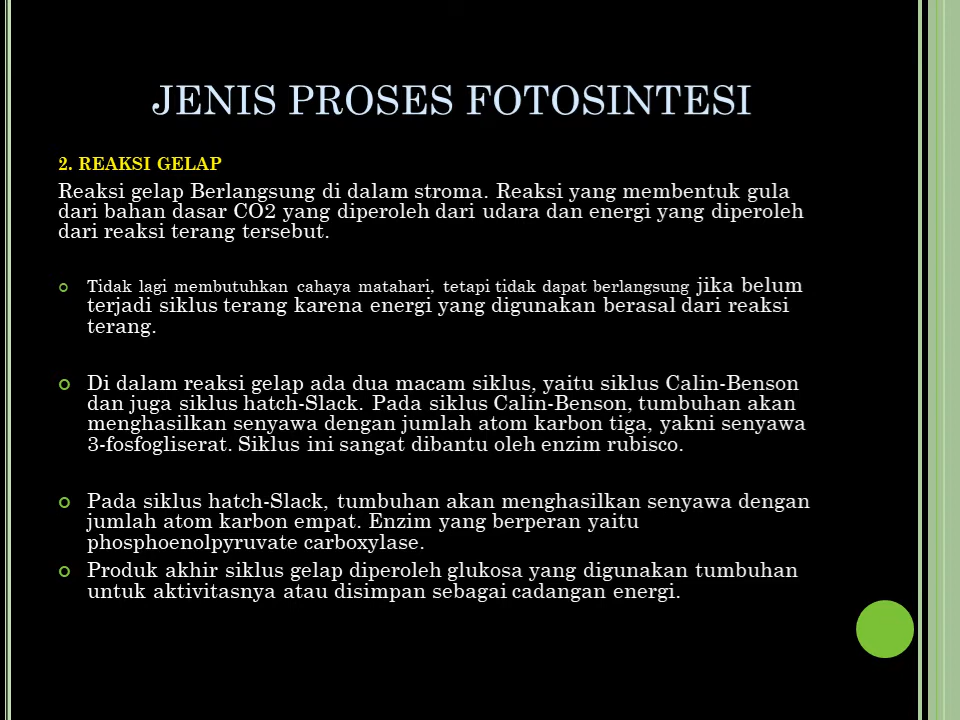 JENIS PROSES FOTOSINTESI
2. REAKSI GELAP
Reaksi gelap Berlangsung di dalam stroma. Reaksi yang membentuk gula
dari bahan dasar CO2 yang diperoleh dari udara dan energi yang diperoleh
dari reaksi terang tersebut.
Tidak lagi membutuhkan cahaya matahari, tetapi tidak dapat berlangsung jika belum
terjadi siklus terang karena energi yang digunakan berasal dari reaksi
terang.
Di dalam reaksi gelap ada dua macam siklus, yaitu siklus Calin-Benson
dan juga siklus hatch-Slack. Pada siklus Calin-Benson, tumbuhan akan
menghasilkan senyawa dengan jumlah atom karbon tiga, yakni senyawa
3-fosfogliserat. Siklus ini sangat dibantu oleh enzim rubisco.
Pada siklus hatch-Slack, tumbuhan akan menghasilkan senyawa dengan
jumlah atom karbon empat. Enzim yang berperan yaitu
phosphoenolpyruvate carboxylase.
Produk akhir siklus gelap diperoleh glukosa yang digunakan tumbuhan
untuk aktivitasnya atau disimpan sebagai cadangan energi.